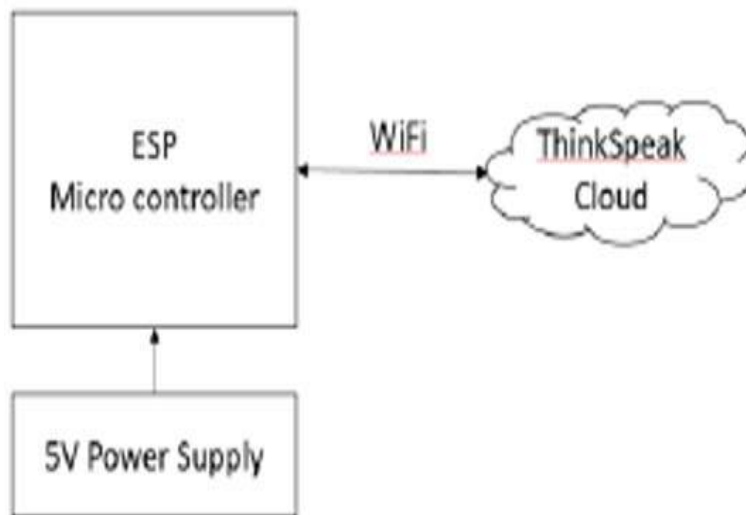 ESP
Micro controller
WiFi
ThinkSpeak
Cloud
5V Power Supply